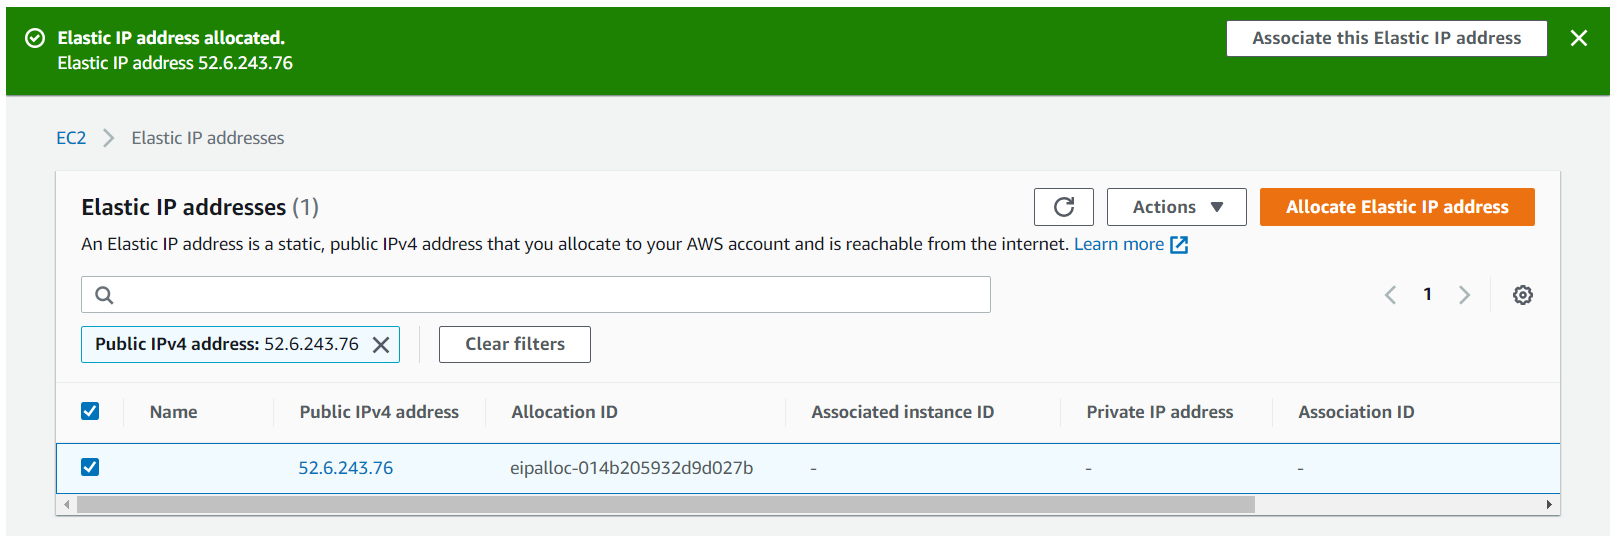 Elastic IP address allocated.
Elastic IP address 52.6.243.76
Associate this Elastic IP address
EC2 Elastic IP addresses
Elastic IP addresses (1)
Actions
Allocate Elastic IP address
An Elastic IP address is a static, public IPv4 address that you allocate to your AWS account and is reachable from the internet. Learn more
1
Public IPv4 address: 52.6.243.76
Clear filters
Name Public IPv4 address Allocation ID Associated instance ID Private IP address Association ID
52.6.243.76 eipalloc-014b205932d9d027b - - -